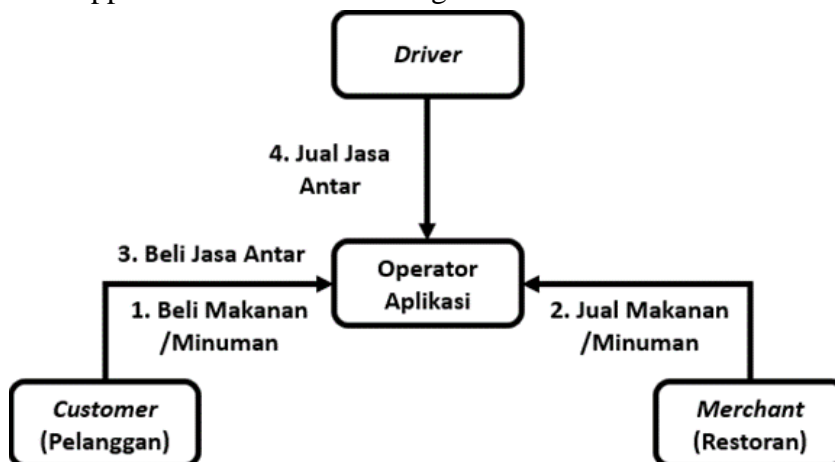 Driver
4. Jual Jasa
Antar
3. Beli Jasa Antar
Operator
Aplikasi
1. Beli Makanan
/Minuman
2. Jual Makanan
/Minuman
Customer
(Pelanggan)
Merchant
(Restoran)